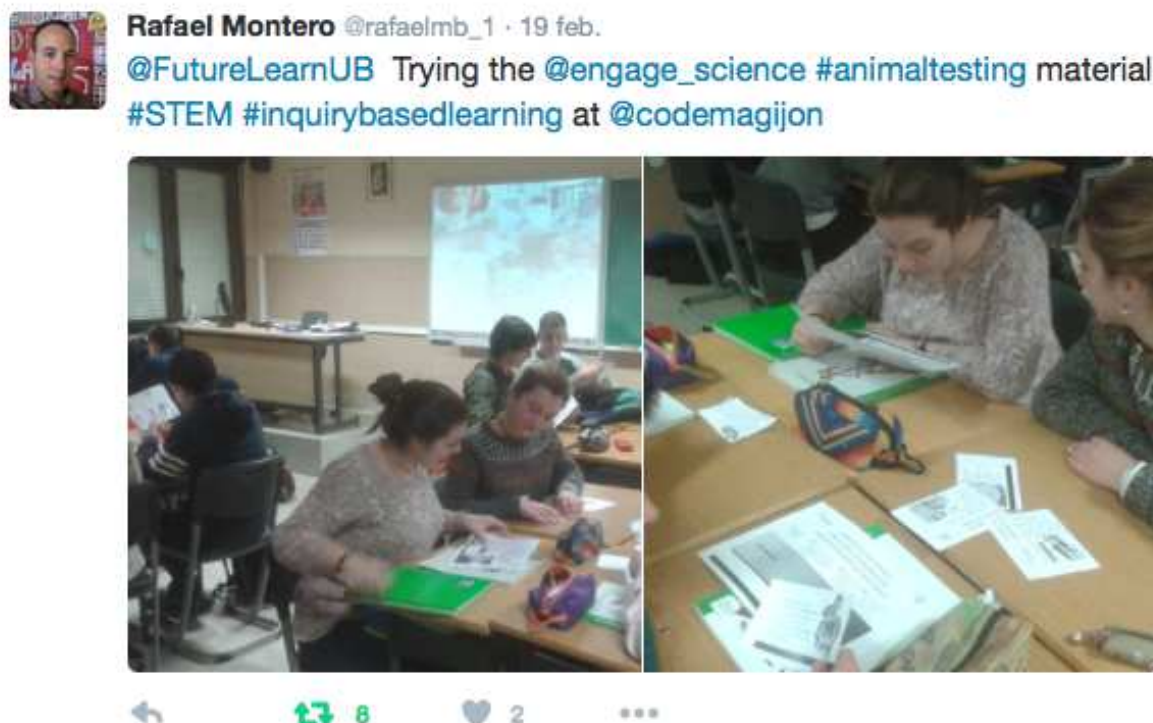 Rafael Montero @rafaelmb_1 · 19 feb.
@FutureLearnUB Trying the @engage_science #animaltesting material
#STEM #inquirybasedlearning at @codemagijon
8 2